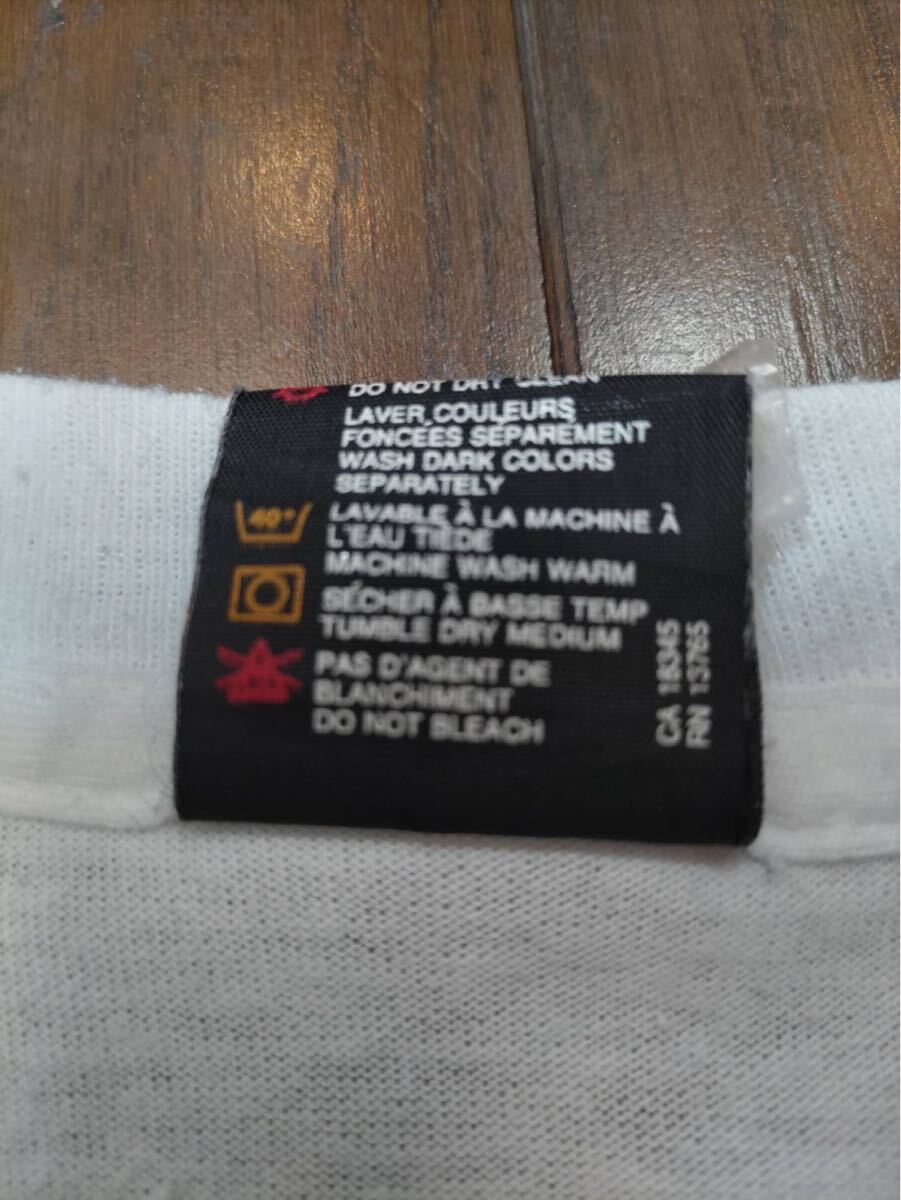 DO NOT DRY CLEAN
LAVER COULEURS
FONCÉES SÉPARÉMENT
WASH DARK COLORS
SEPARATELY
40°
LAVABLE À LA MACHINE À
L'EAU TIÈDE
MACHINE WASH WARM
SÉCHER À BASSE TEMP
TUMBLE DRY MEDIUM
PAS D'AGENT DE
BLANCHIMENT
DO NOT BLEACH
CA 18345
RN 13765